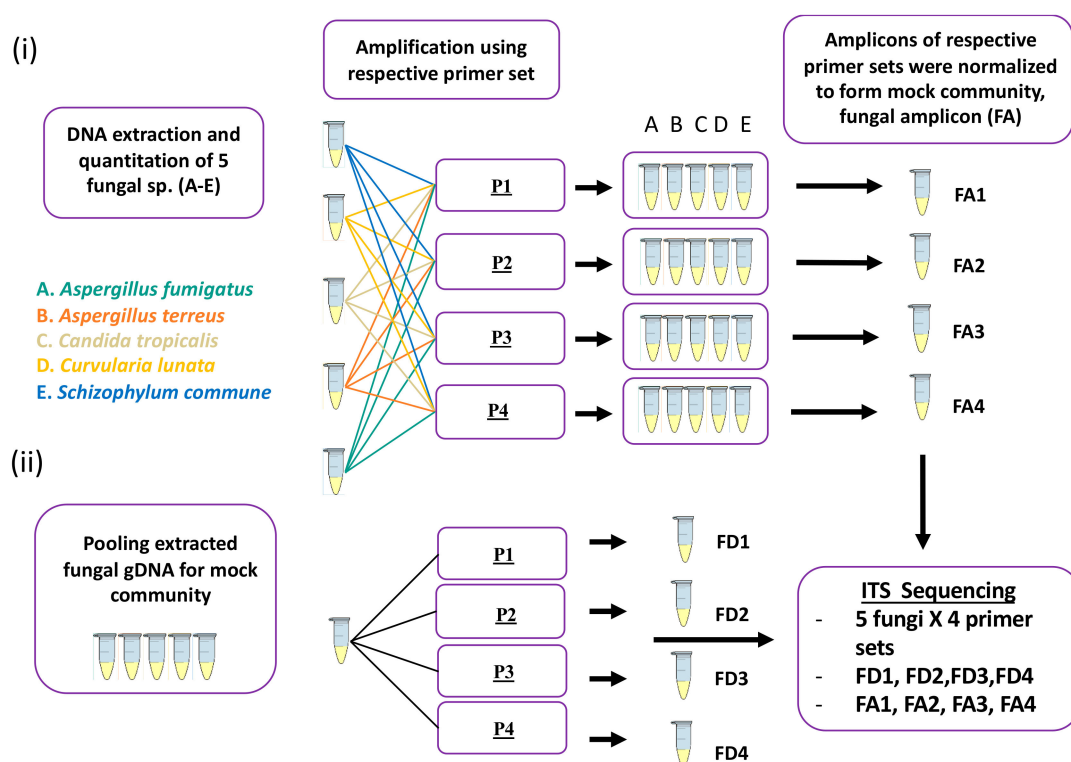 (i)
DNA extraction and
quantitation of 5
fungal sp. (A-E)
A. Aspergillus fumigatus
B. Aspergillus terreus
C. Candida tropicalis
D. Curvularia lunata
E. Schizophylum commune
Amplification using
respective primer set
P1
P2
P3
P4
A B C D E
Amplicons of respective
primer sets were normalized
to form mock community,
fungal amplicon (FA)
FA1
FA2
FA3
FA4
(ii)
Pooling extracted
fungal gDNA for mock
community
P1
P2
P3
P4
FD1
FD2
FD3
FD4
ITS Sequencing
- 5 fungi X 4 primer
sets
- FD1, FD2,FD3,FD4
- FA1, FA2, FA3, FA4